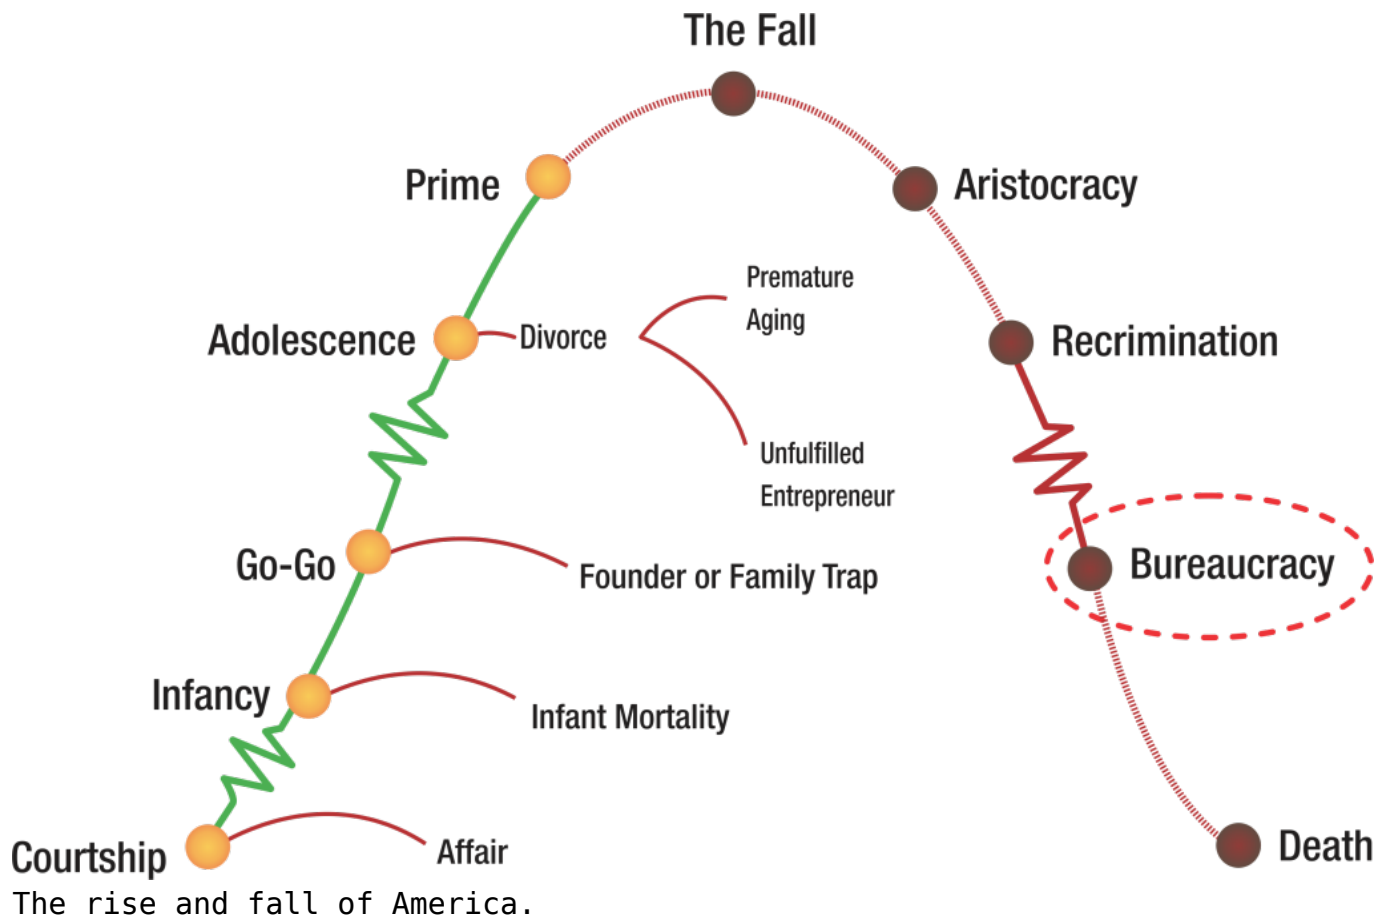 The Fall
Prime
Aristocracy
Premature
Aging
Adolescence
Divorce
Recrimination
Unfulfilled
Entrepreneur
Go-Go
Founder or Family Trap
Bureaucracy
Infancy
Infant Mortality
Courtship
Affair
Death
The rise and fall of America.